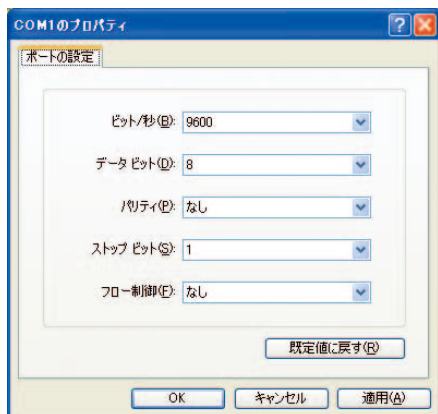 COM1のプロパティ
ポートの設定
ビット/秒(B): 9600
データ ビット(D): 8
パリティ(P): なし
ストップ ビット(S): 1
フロー制御(F): なし
既定値に戻す(R)
OK キャンセル 適用(A)